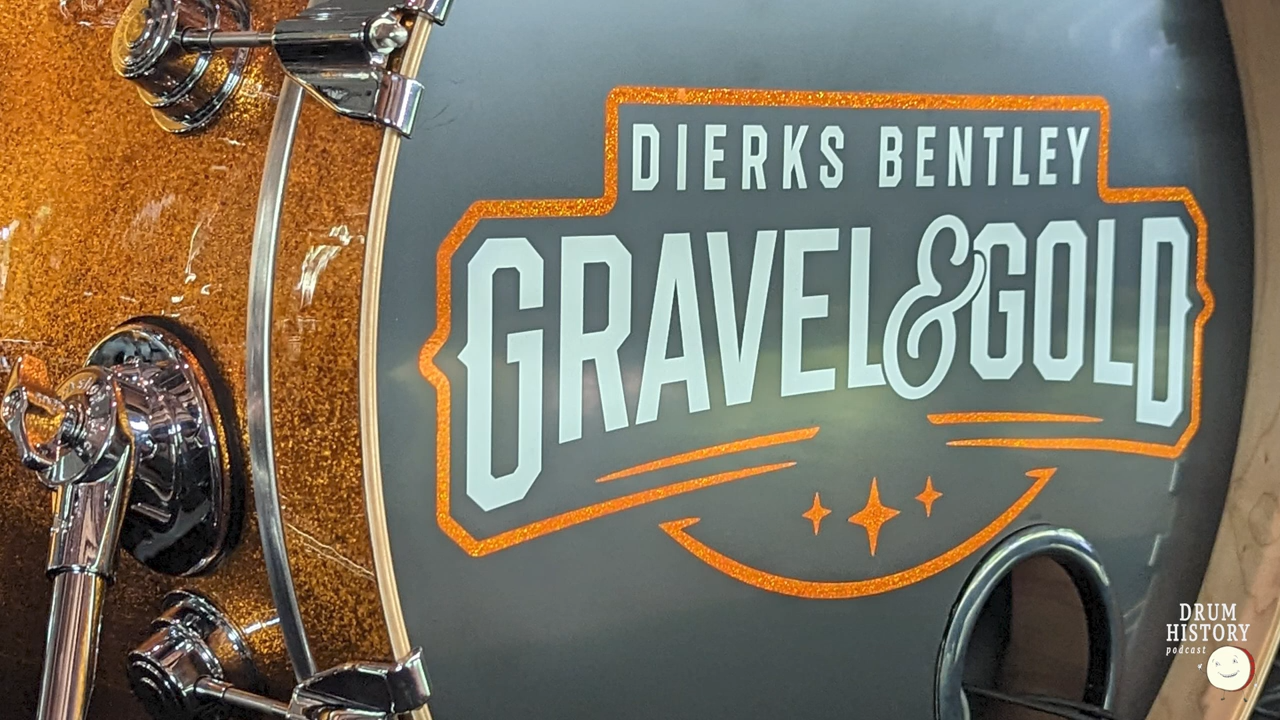 DIERKS BENTLEY
GRAVEL & GOLD
DRUM
HISTORY
podcast